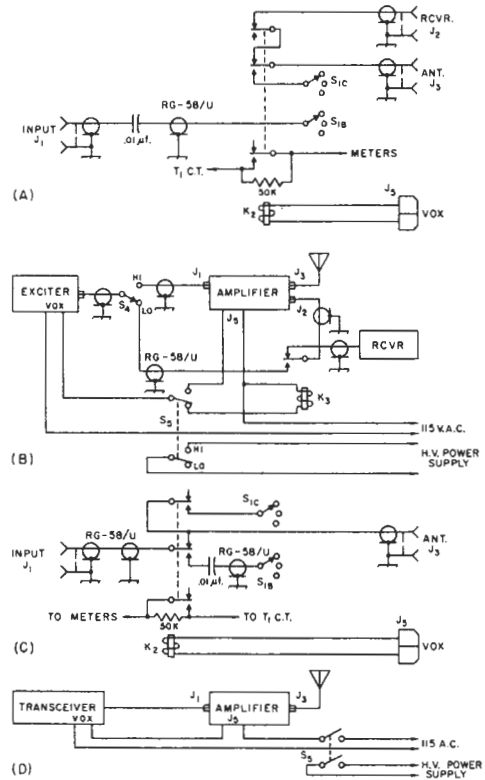 RCVR.
J2
ANT.
J3
S1C
RG-58/U
S1B
INPUT
J1
.01 µf.
METERS
T1 C.T.
50K
(A)
K2
J5
VOX
EXCITER
VOX
HI
S4
LO
J1
AMPLIFIER
J5
J3
J2
RCVR
RG-58/U
K3
S5
115 V.A.C.
HI
LO
H.V. POWER
SUPPLY
(B)
S1C
INPUT
J1
RG-58/U
RG-58/U
.01 µf.
S1B
ANT.
J3
TO METERS
50K
TO T1 C.T.
(C)
K2
J5
VOX
TRANSCEIVER
VOX
J1
AMPLIFIER
J5
J3
S5
115 A.C.
H.V. POWER
SUPPLY
(D)